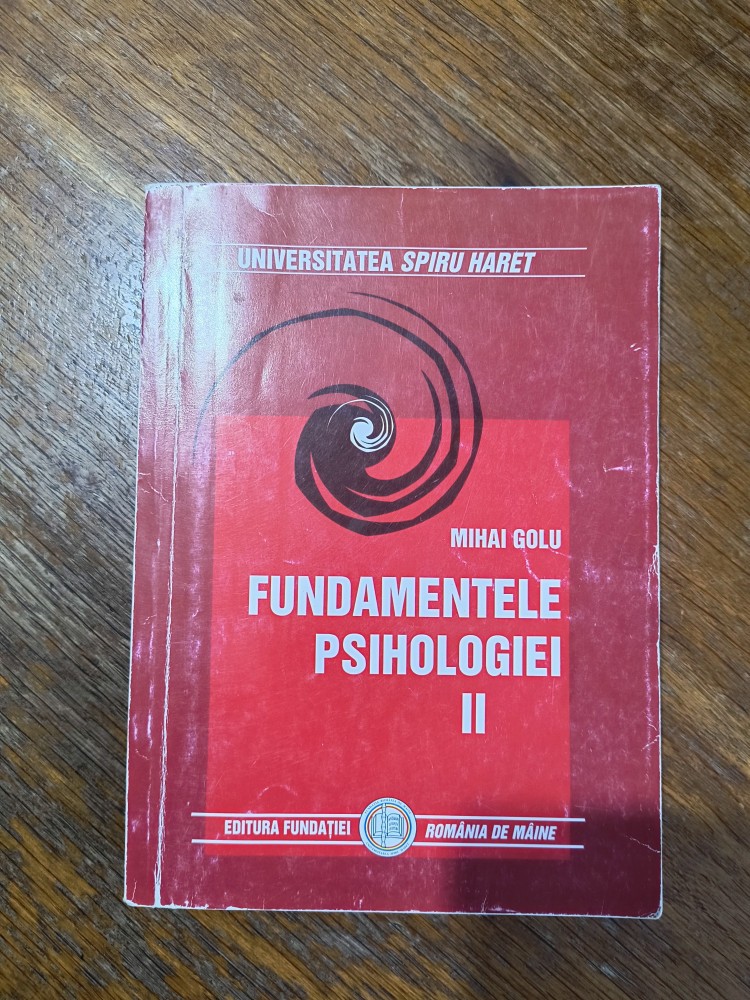 UNIVERSITATEA SPIRU HARET
MIHAI GOLU
FUNDAMENTELE
PSIHOLOGIEI
II
EDITURA FUNDAȚIEI ROMÂNIA DE MÂINE